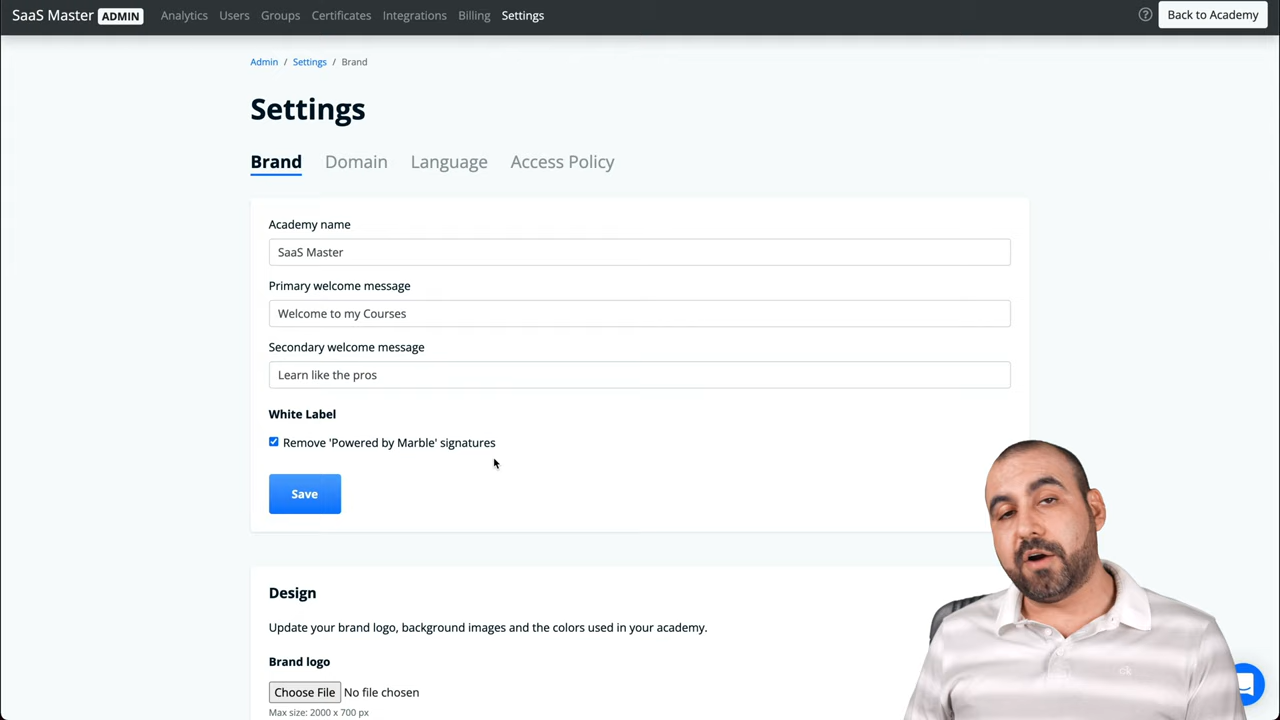 SaaS Master ADMIN Analytics Users Groups Certificates Integrations Billing Settings Back to Academy
Admin / Settings / Brand
Settings
Brand Domain Language Access Policy
Academy name
SaaS Master
Primary welcome message
Welcome to my Courses
Secondary welcome message
Learn like the pros
White Label
Remove 'Powered by Marble' signatures
Save
Design
Update your brand logo, background images and the colors used in your academy.
Brand logo
Choose File No file chosen
Max size: 2000 x 700 px